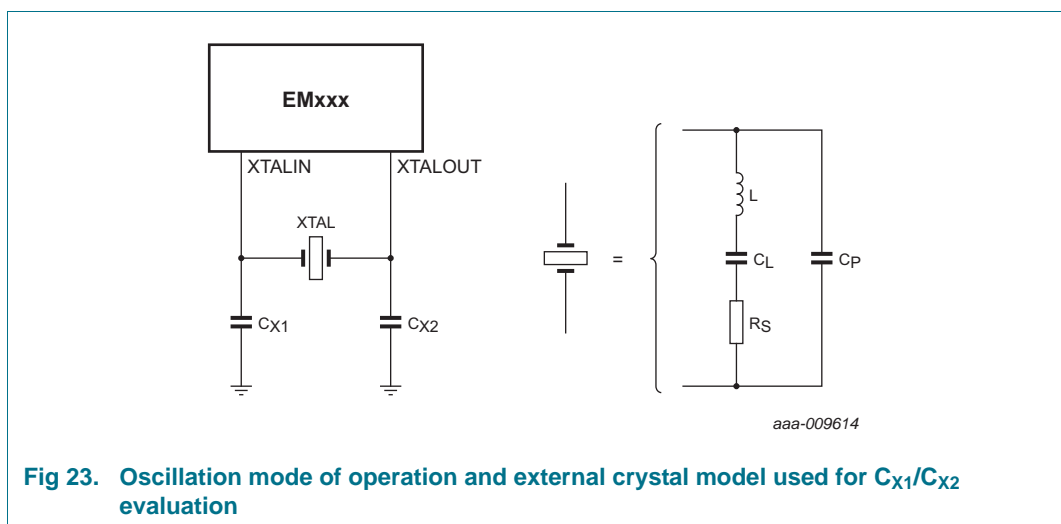 EMxxx
XTALIN
XTALOUT
XTAL
CX1
CX2
=
L
CL
CP
RS
aaa-009614
Fig 23. Oscillation mode of operation and external crystal model used for CX1/CX2
evaluation